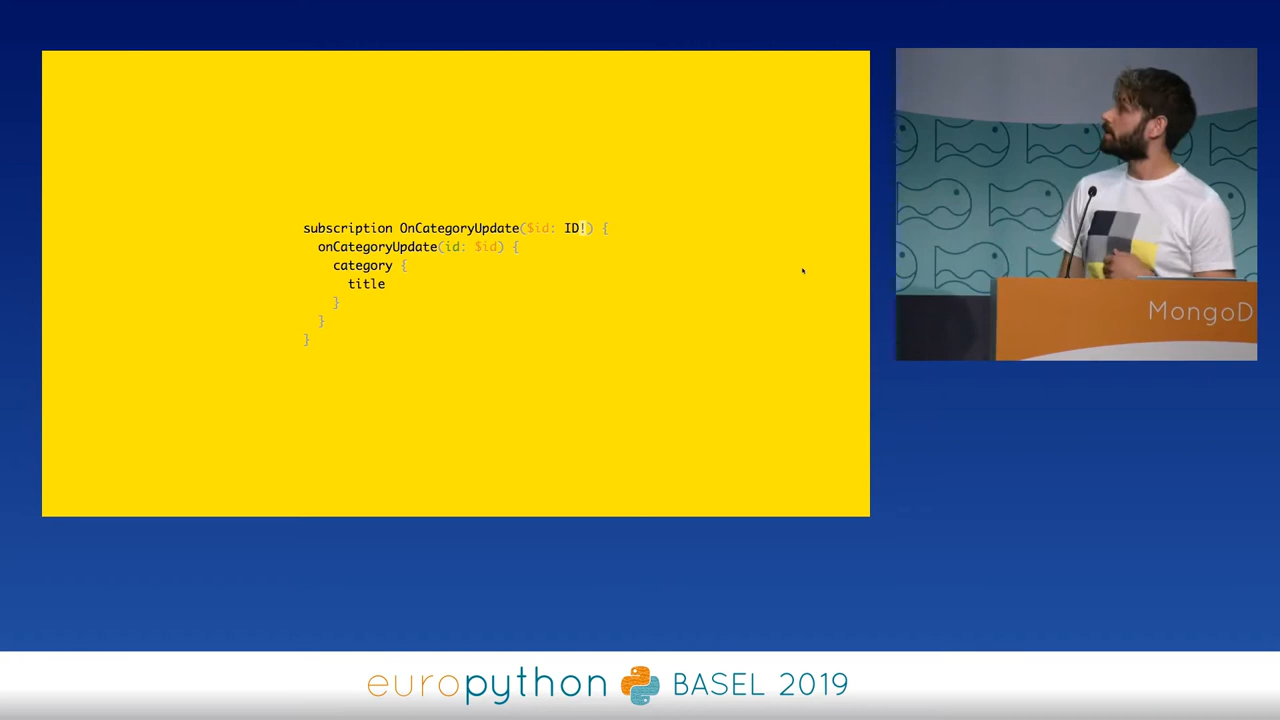 subscription OnCategoryUpdate($id: ID!) {
  onCategoryUpdate(id: $id) {
    category {
      title
    }
  }
}
MongoD
europython BASEL 2019